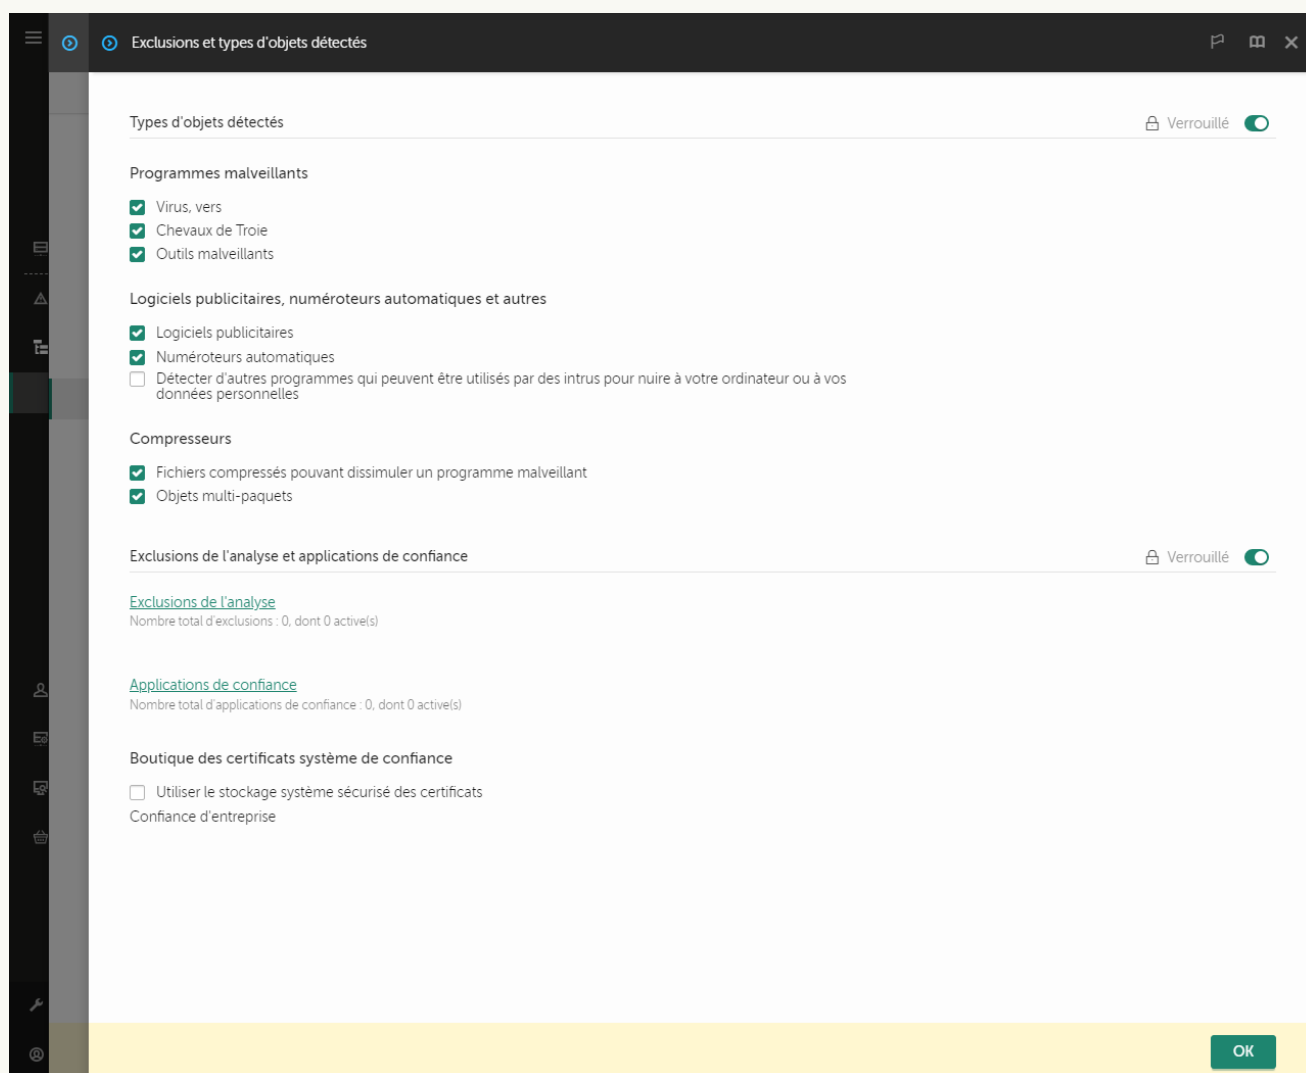 Exclusions et types d'objets détectés
Types d'objets détectés
Verrouillé
Programmes malveillants
Virus, vers
Chevaux de Troie
Outils malveillants
Logiciels publicitaires, numéroteurs automatiques et autres
Logiciels publicitaires
Numéroteurs automatiques
Détecter d'autres programmes qui peuvent être utilisés par des intrus pour nuire à votre ordinateur ou à vos
données personnelles
Compresseurs
Fichiers compressés pouvant dissimuler un programme malveillant
Objets multi-paquets
Exclusions de l'analyse et applications de confiance
Verrouillé
Exclusions de l'analyse
Nombre total d'exclusions : 0, dont 0 active(s)
Applications de confiance
Nombre total d'applications de confiance : 0, dont 0 active(s)
Boutique des certificats système de confiance
Utiliser le stockage système sécurisé des certificats
Confiance d'entreprise
OK